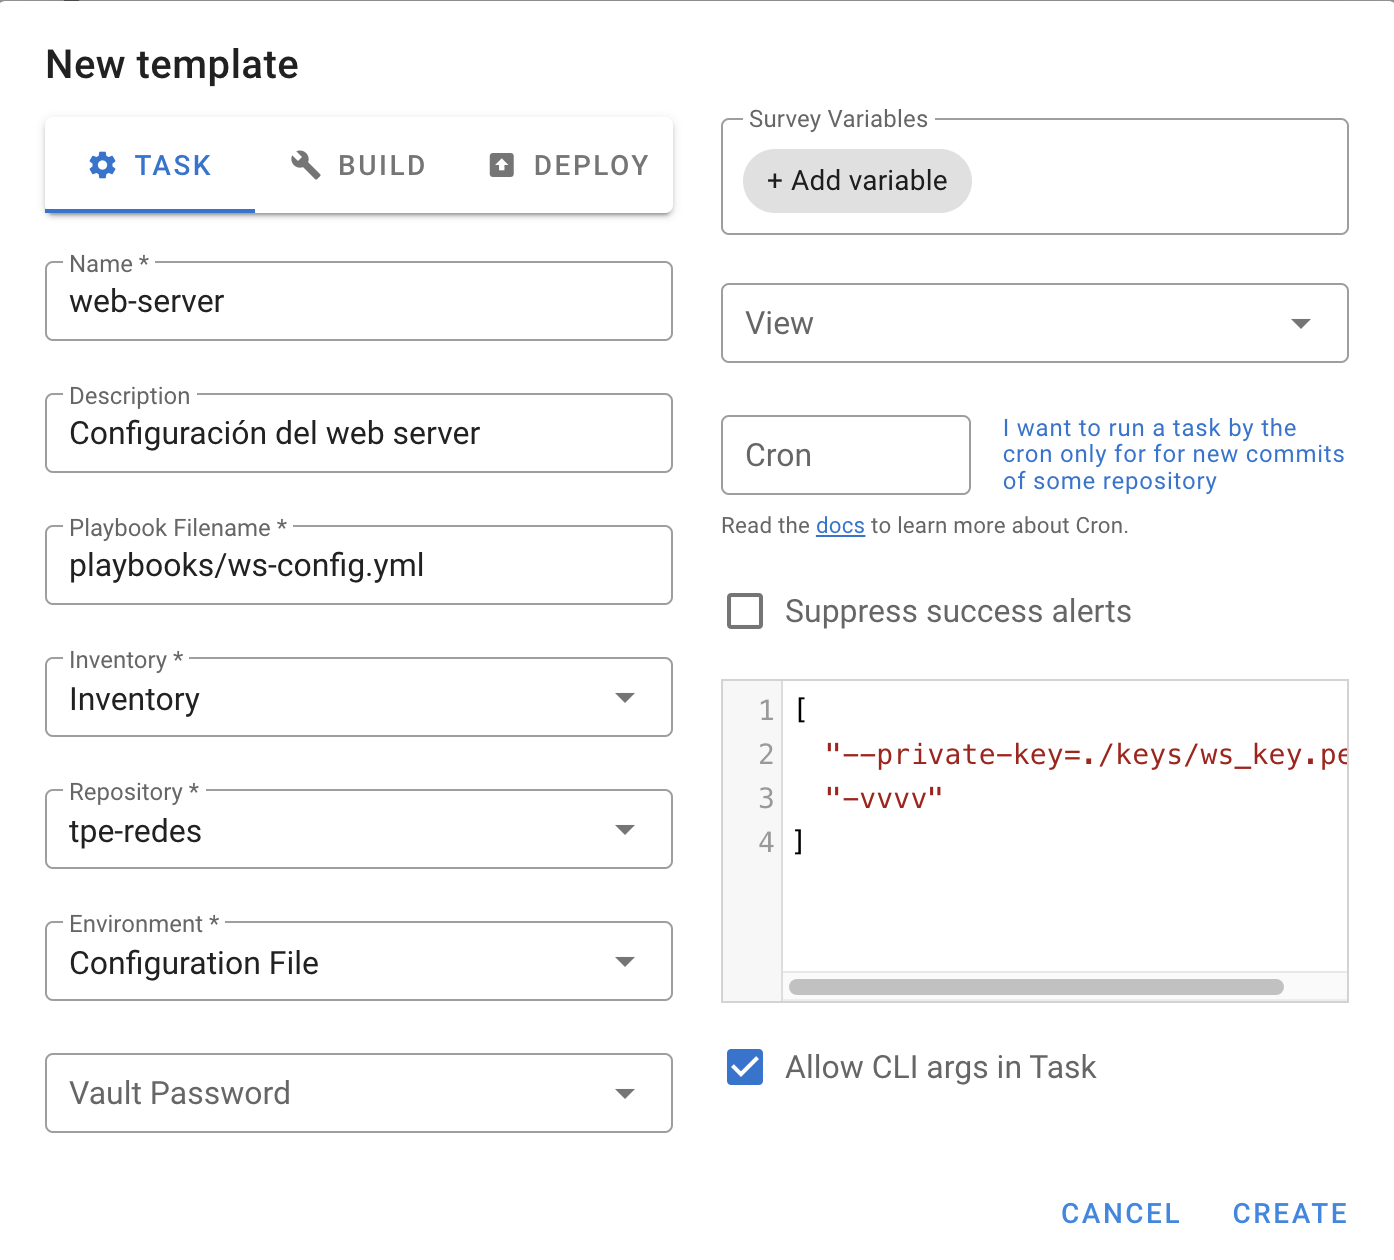 New template
TASK
BUILD
DEPLOY
Name *
web-server
Description
Configuración del web server
Playbook Filename *
playbooks/ws-config.yml
Inventory *
Inventory
Repository *
tpe-redes
Environment *
Configuration File
Vault Password
Survey Variables
+ Add variable
View
Cron
I want to run a task by the
cron only for for new commits
of some repository
Read the docs to learn more about Cron.
Suppress success alerts
1 [
2 "--private-key=./keys/ws_key.pe
3 "-vvvv"
4 ]
Allow CLI args in Task
CANCEL
CREATE